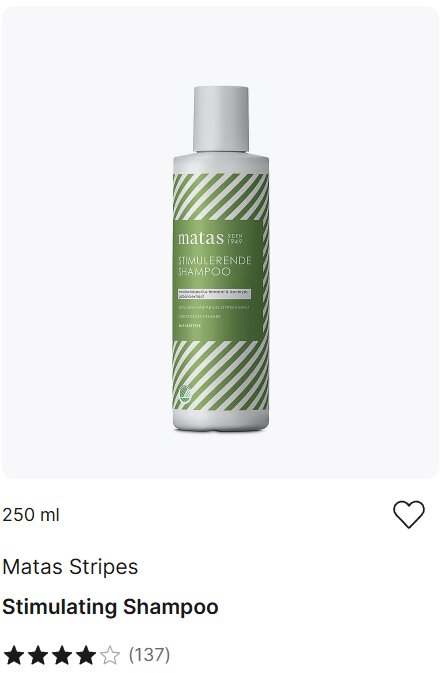 matas SIDEN
1949
STIMULERENDE
SHAMPOO
250 ml
Matas Stripes
Stimulating Shampoo
(137)